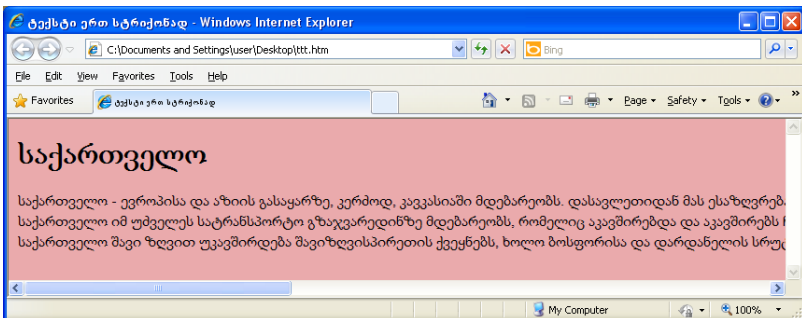 ტექსტი ერთ სტრიქონად - Windows Internet Explorer
C:\Documents and Settings\user\Desktop\ttt.htm
Bing
File Edit View Favorites Tools Help
Favorites ტექსტი ერთ სტრიქონად Page Safety Tools »
საქართველო
საქართველო - ევროპისა და აზიის გასაყარზე, კერძოდ, კავკასიაში მდებარეობს. დასავლეთიდან მას ესაზღვრებ
საქართველო იმ უძველეს სატრანსპორტო გზაჯვარედინზე მდებარეობს, რომელიც აკავშირებდა და აკავშირებს
საქართველო შავი ზღვით უკავშირდება შავიზღვისპირეთის ქვეყნებს, ხოლო ბოსფორისა და დარდანელის სრუ
My Computer 100%